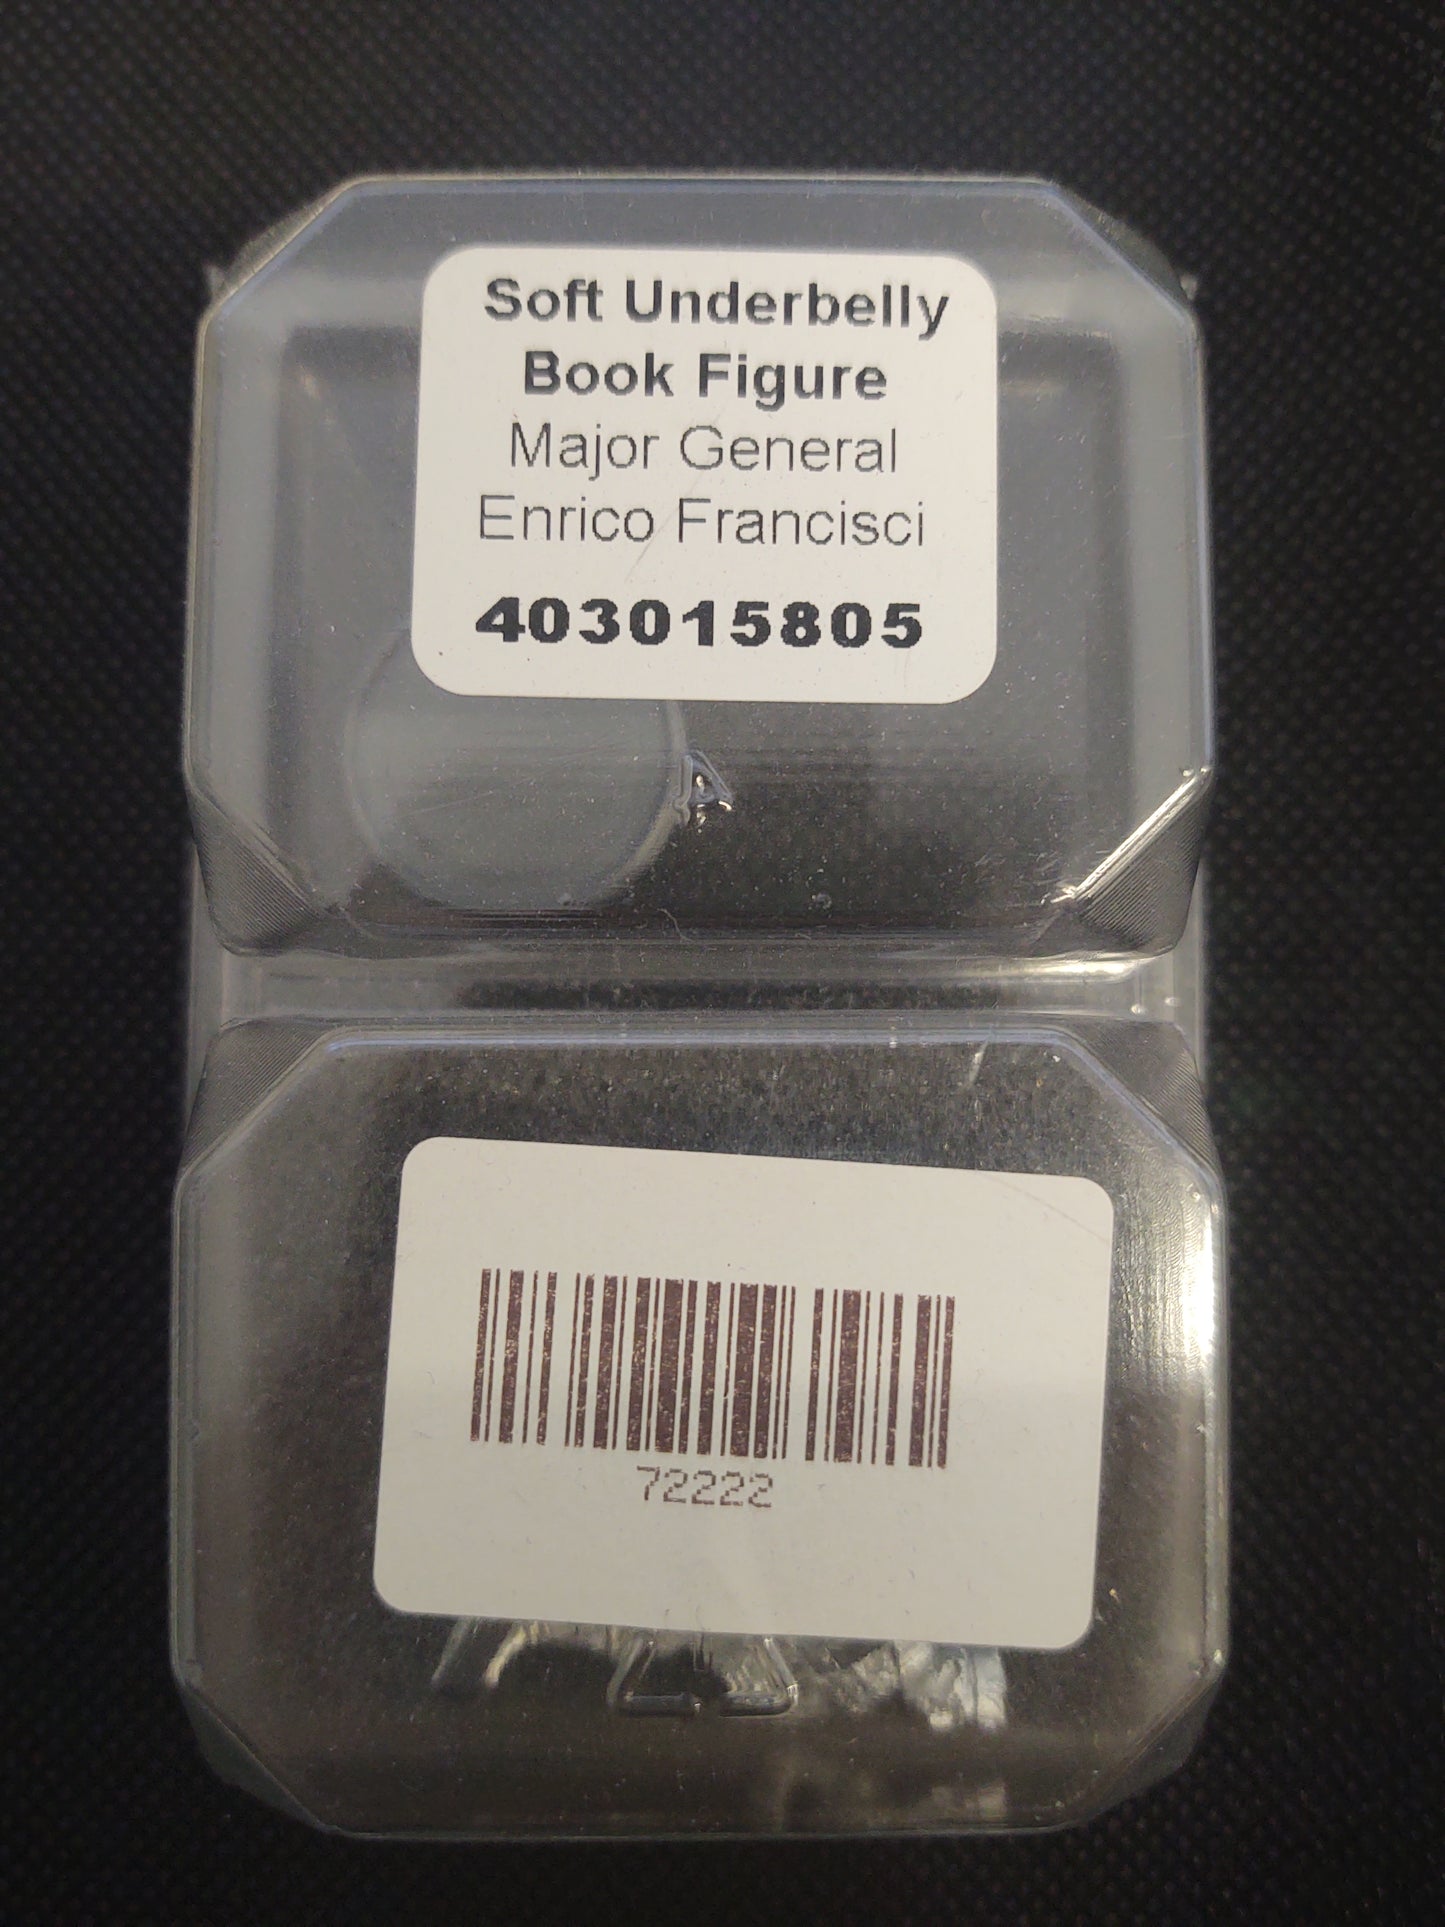 Soft Underbelly
Book Figure
Major General
Enrico Francisci
403015805
72222